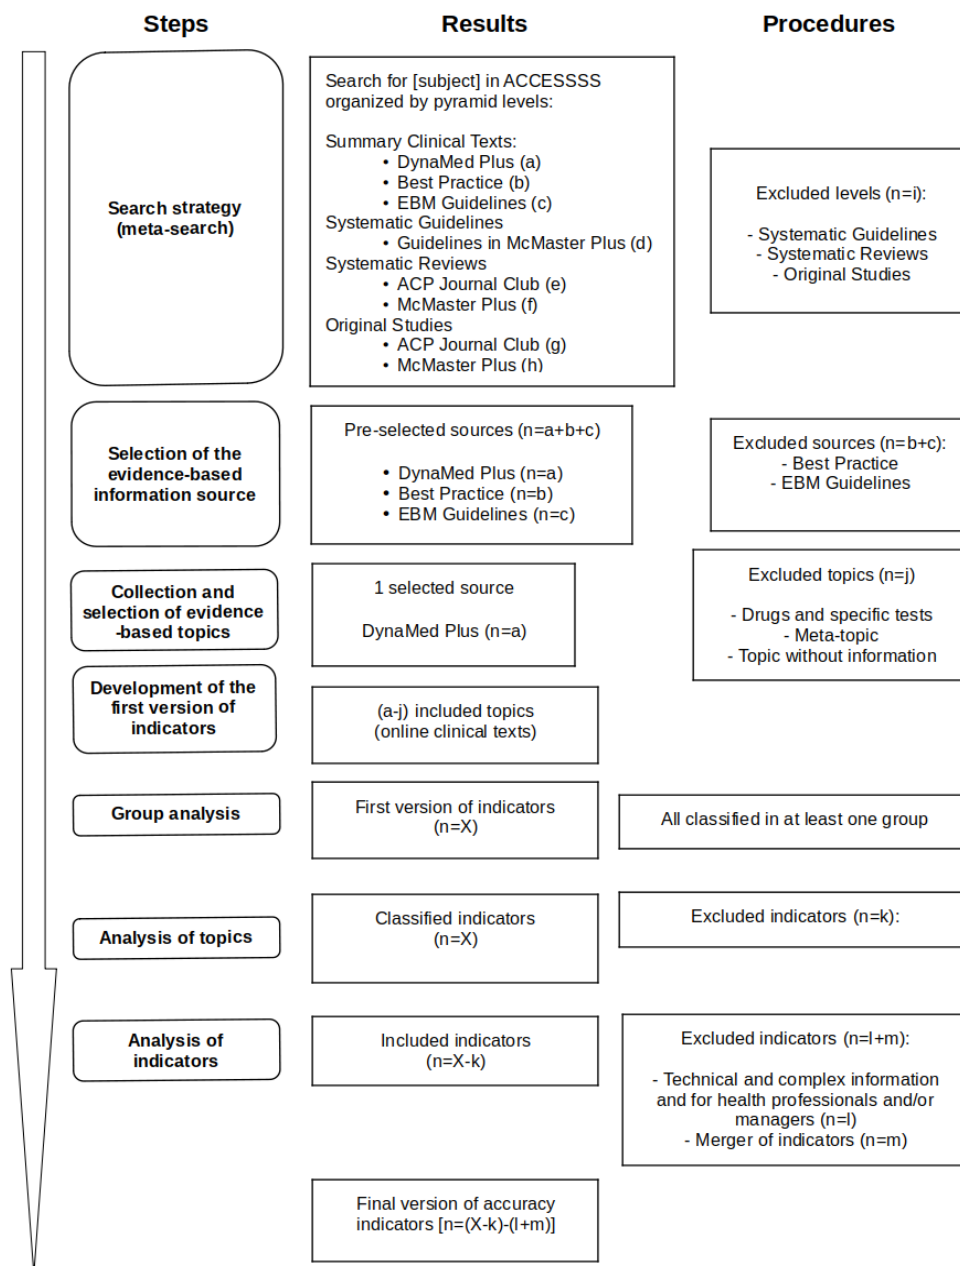 Steps
Results
Procedures
Search strategy
(meta-search)
Search for [subject] in ACCESSSS
organized by pyramid levels:
Summary Clinical Texts:
• DynaMed Plus (a)
• Best Practice (b)
• EBM Guidelines (c)
Systematic Guidelines
• Guidelines in McMaster Plus (d)
Systematic Reviews
• ACP Journal Club (e)
• McMaster Plus (f)
Original Studies
• ACP Journal Club (g)
• McMaster Plus (h)
Excluded levels (n=i):
- Systematic Guidelines
- Systematic Reviews
- Original Studies
Selection of the
evidence-based
information source
Pre-selected sources (n=a+b+c)
• DynaMed Plus (n=a)
• Best Practice (n=b)
• EBM Guidelines (n=c)
Excluded sources (n=b+c):
- Best Practice
- EBM Guidelines
Collection and
selection of evidence
-based topics
1 selected source
DynaMed Plus (n=a)
Excluded topics (n=j)
- Drugs and specific tests
- Meta-topic
- Topic without information
Development of the
first version of
indicators
(a-j) included topics
(online clinical texts)
Group analysis
First version of indicators
(n=X)
All classified in at least one group
Analysis of topics
Classified indicators
(n=X)
Excluded indicators (n=k):
Analysis of
indicators
Included indicators
(n=X-k)
Excluded indicators (n=l+m):
- Technical and complex information
and for health professionals and/or
managers (n=l)
- Merger of indicators (n=m)
Final version of accuracy
indicators [n=(X-k)-(l+m)]